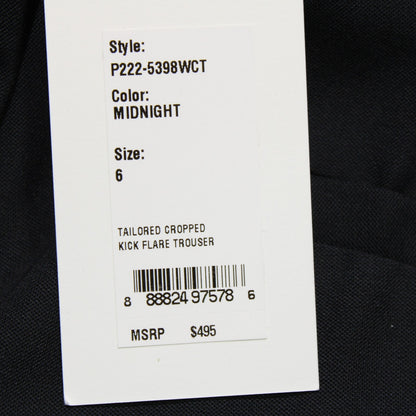 Style:
P222-5398WCT
Color:
MIDNIGHT
Size:
6
TAILORED CROPPED
KICK FLARE TROUSER
8 88824 97578 6
MSRP $495